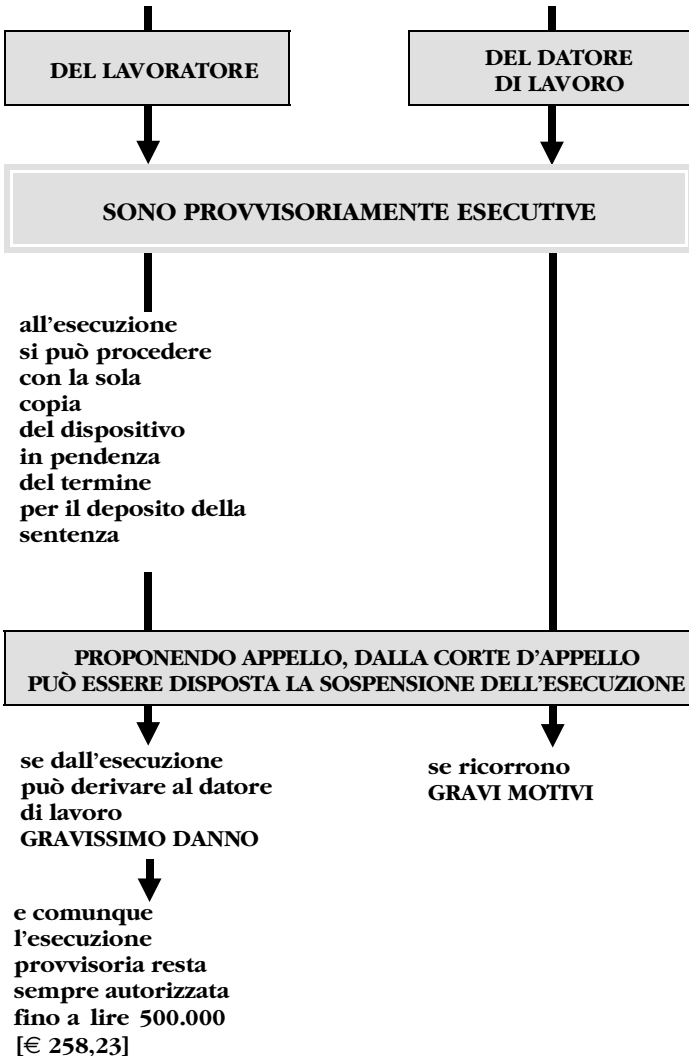 DEL LAVORATORE
DEL DATORE
DI LAVORO
SONO PROVVISORIAMENTE ESECUTIVE
all'esecuzione
si può procedere
con la sola
copia
del dispositivo
in pendenza
del termine
per il deposito della
sentenza
PROPONENDO APPELLO, DALLA CORTE D'APPELLO
PUÒ ESSERE DISPOSTA LA SOSPENSIONE DELL'ESECUZIONE
se dall'esecuzione
può derivare al datore
di lavoro
GRAVISSIMO DANNO
se ricorrono
GRAVI MOTIVI
e comunque
l'esecuzione
provvisoria resta
sempre autorizzata
fino a lire 500.000
[€ 258,23]